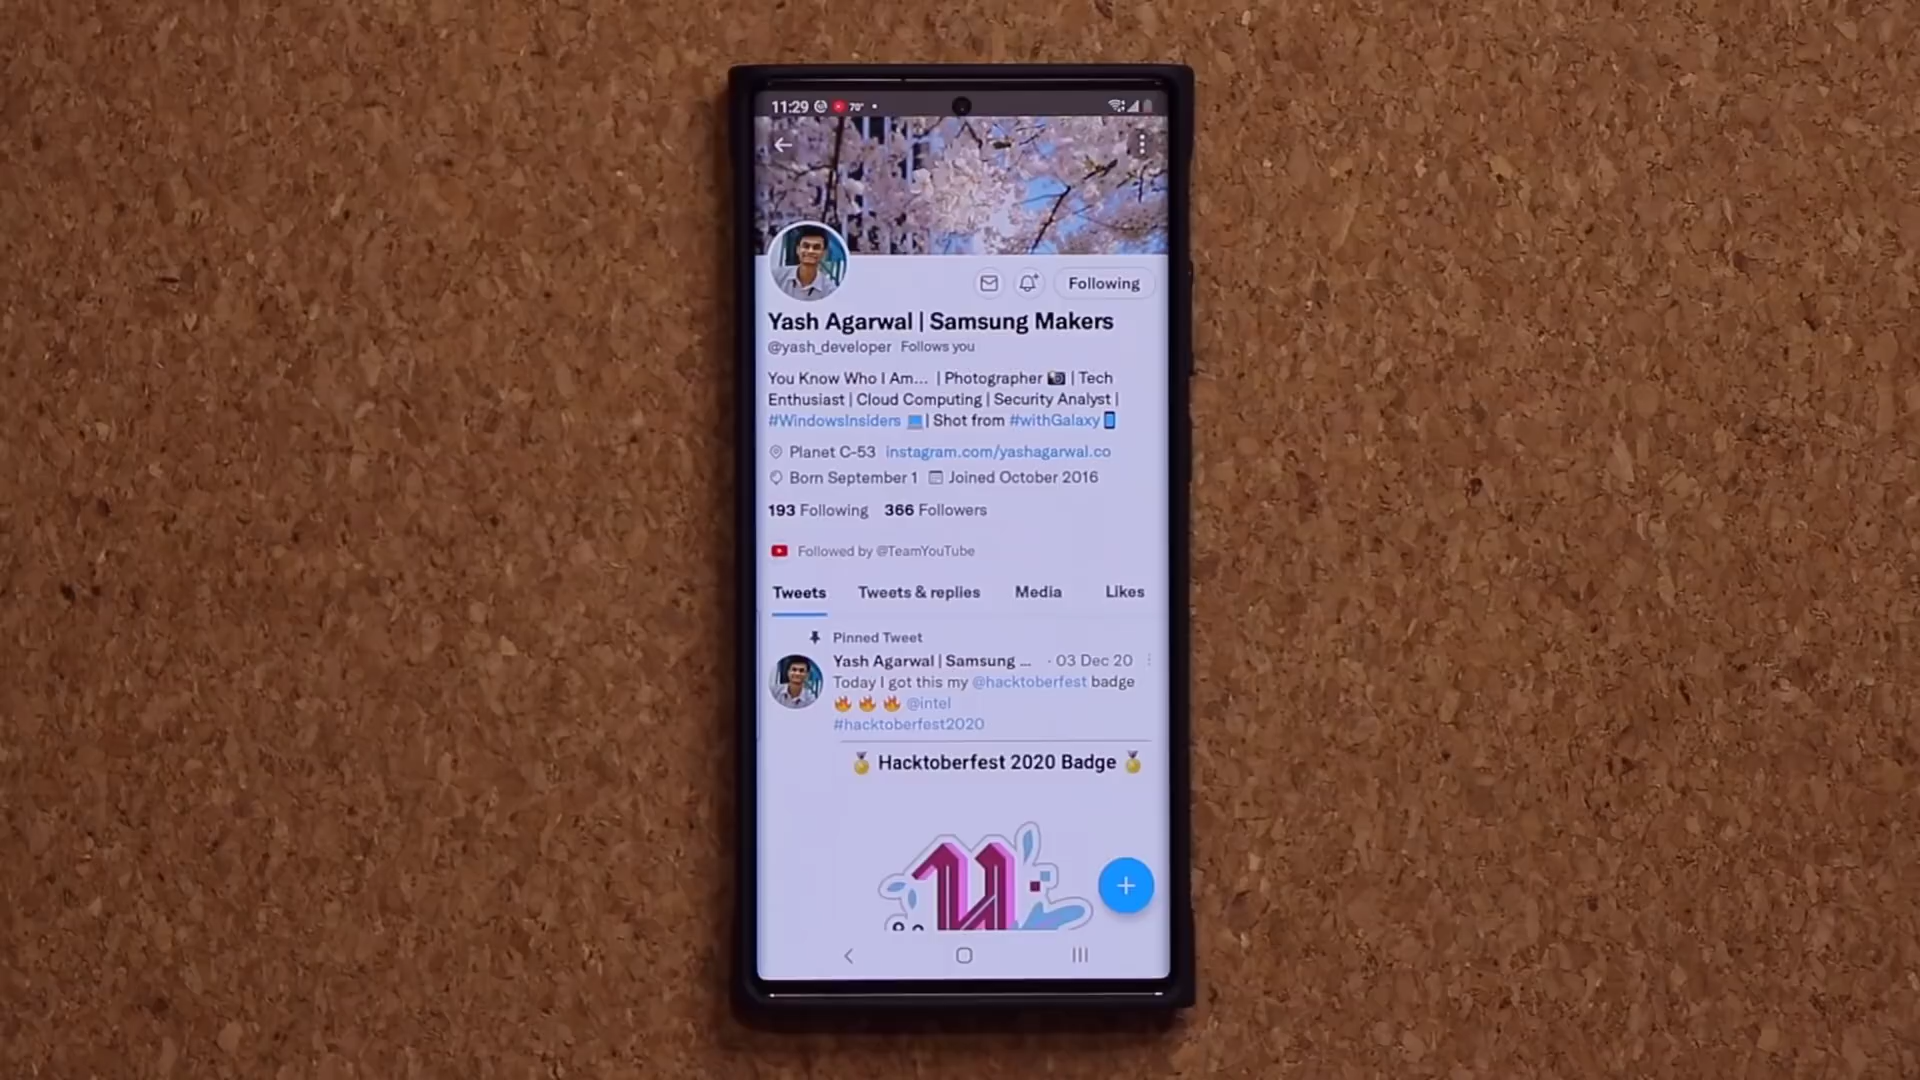 11:29 70°
Following
Yash Agarwal | Samsung Makers
@yash_developer Follows you
You Know Who I Am... | Photographer 📸 | Tech
Enthusiast | Cloud Computing | Security Analyst |
#WindowsInsiders 💻 | Shot from #withGalaxy📱
Planet C-53 instagram.com/yashagarwal.co
Born September 1 Joined October 2016
193 Following 366 Followers
Followed by @TeamYouTube
Tweets Tweets & replies Media Likes
Pinned Tweet
Yash Agarwal | Samsung ... · 03 Dec 20
Today I got this my @hacktoberfest badge
🔥 🔥 🔥 @intel
#hacktoberfest2020
🏅 Hacktoberfest 2020 Badge 🏅